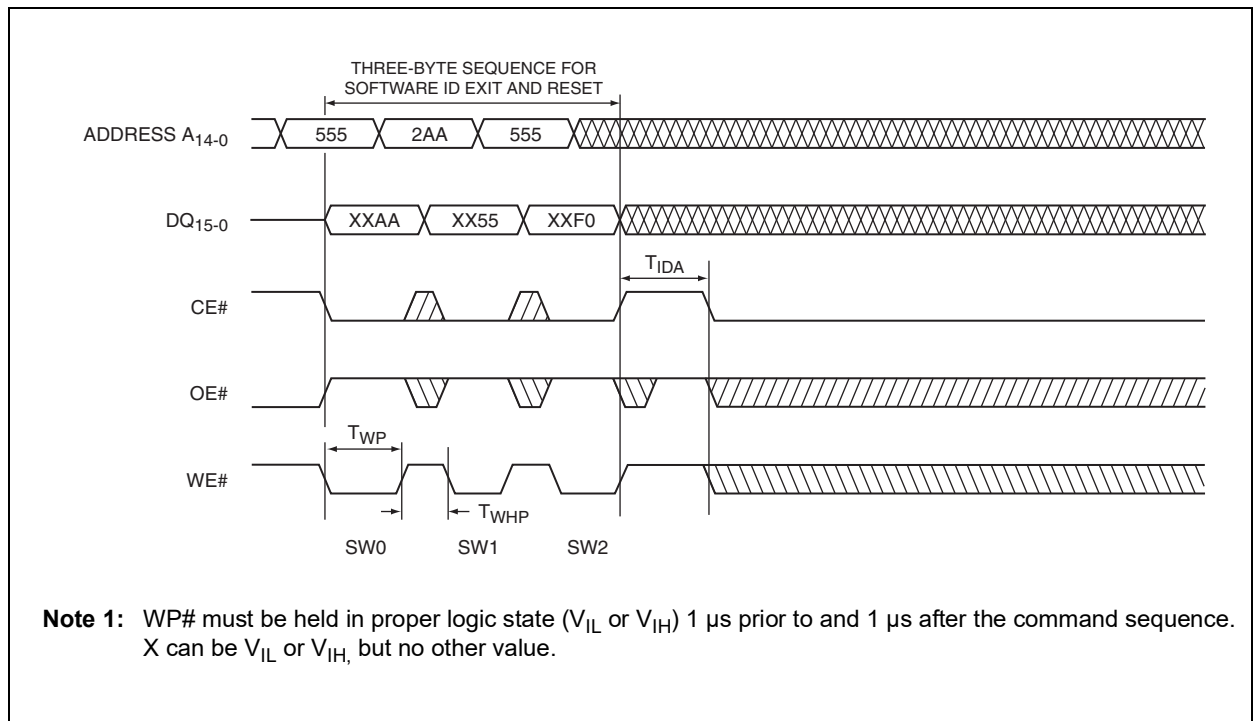 THREE-BYTE SEQUENCE FOR
SOFTWARE ID EXIT AND RESET
ADDRESS A14-0
555
2AA
555
DQ15-0
XXAA
XX55
XXF0
TIDA
CE#
OE#
TWP
WE#
TWHP
SW0
SW1
SW2
Note 1: WP# must be held in proper logic state (VIL or VIH) 1 µs prior to and 1 µs after the command sequence.
X can be VIL or VIH, but no other value.